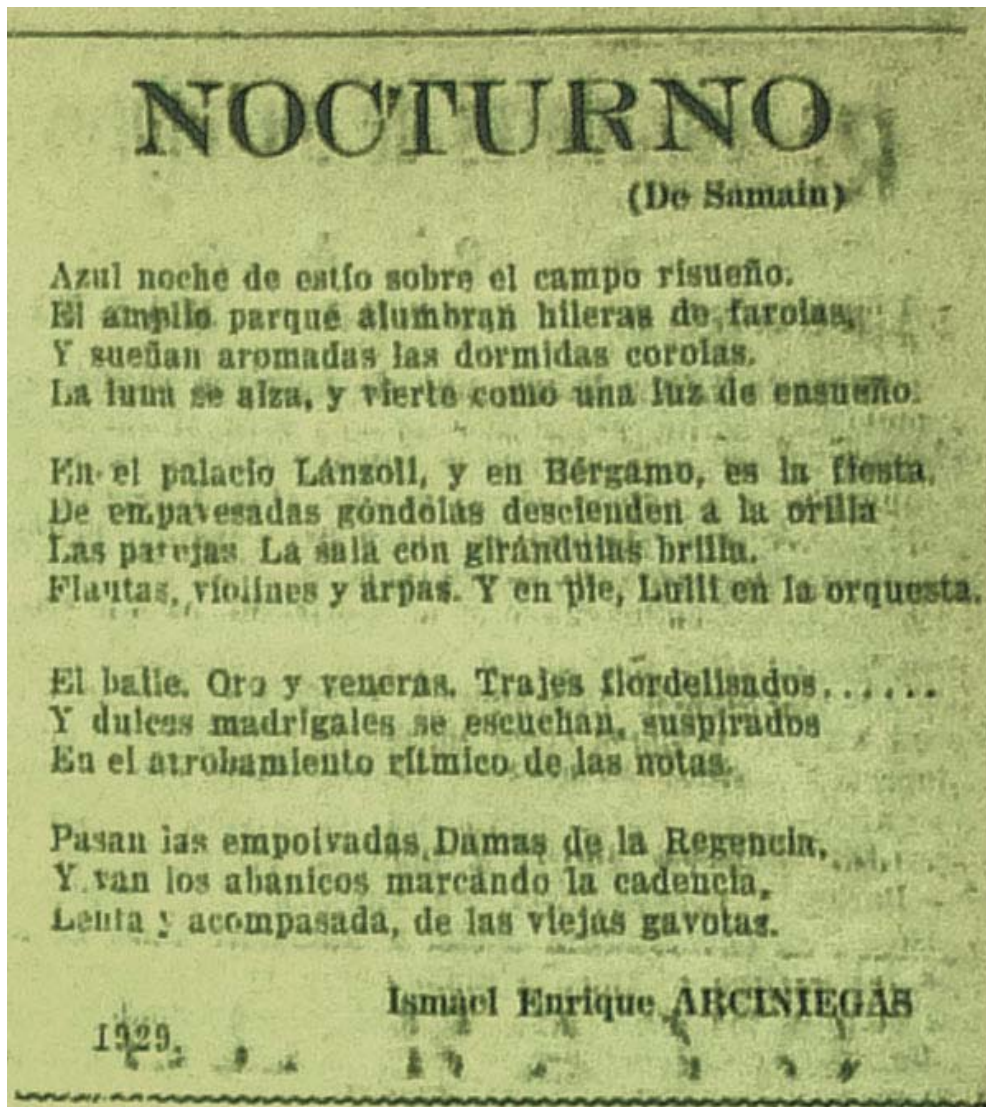 NOCTURNO
(De Samain)
Azul noche de estío sobre el campo risueño.
El amplio parque alumbran hileras de farolas,
Y sueñan aromadas las dormidas corolas.
La luna se alza, y vierte como una luz de ensueño.
En el palacio Lánzoli, y en Bérgamo, es la fiesta,
De empavesadas góndolas descienden a la orilla
Las parejas. La sala con girándulas brilla.
Flautas, violines y arpas. Y en pie, Lulli en la orquesta.
El baile. Oro y veneras. Trajes flordelisados......
Y dulces madrigales se escuchan, suspirados
En el arrobamiento rítmico de las notas.
Pasan las empolvadas Damas de la Regencia,
Y van los abanicos marcando la cadencia,
Lenta y acompasada, de las viejas gavotas.
Ismael Enrique ARCINIEGAS
1929.